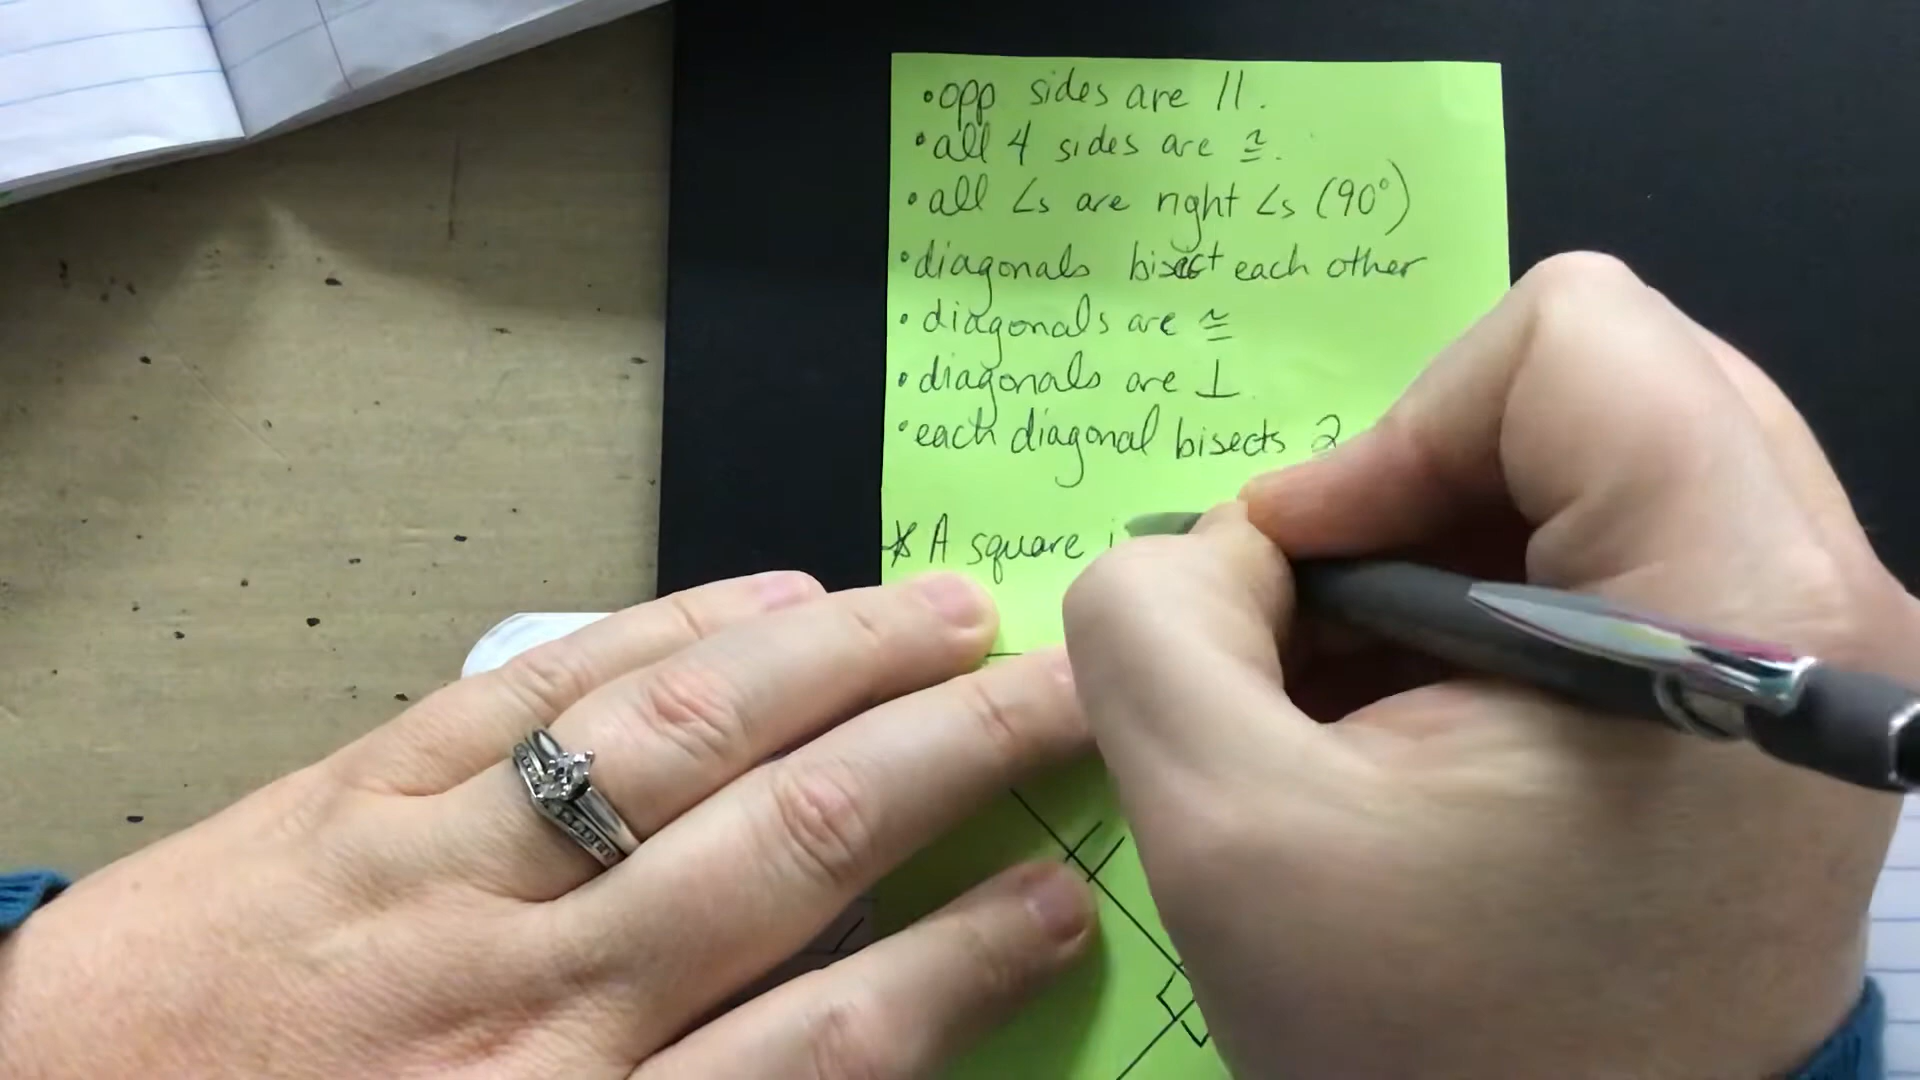 • opp sides are ||.
• all 4 sides are ≅.
• all ∠s are right ∠s (90°)
• diagonals bisect each other
• diagonals are ≅
• diagonals are ⊥
• each diagonal bisects 2
* A square